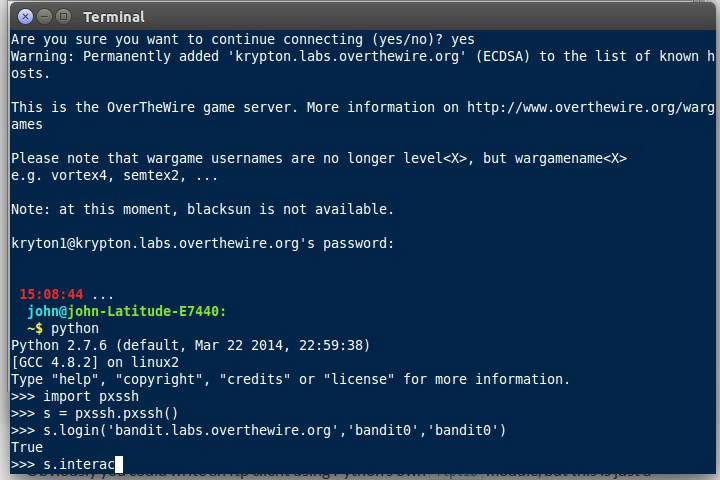 Terminal
Are you sure you want to continue connecting (yes/no)? yes
Warning: Permanently added 'krypton.labs.overthewire.org' (ECDSA) to the list of known h
osts.
This is the OverTheWire game server. More information on http://www.overthewire.org/warg
ames
Please note that wargame usernames are no longer level<X>, but wargamename<X>
e.g. vortex4, semtex2, ...
Note: at this moment, blacksun is not available.
kryton1@krypton.labs.overthewire.org's password:
15:08:44 ...
john@john-Latitude-E7440:
~$ python
Python 2.7.6 (default, Mar 22 2014, 22:59:38)
[GCC 4.8.2] on linux2
Type "help", "copyright", "credits" or "license" for more information.
>>> import pxssh
>>> s = pxssh.pxssh()
>>> s.login('bandit.labs.overthewire.org','bandit0','bandit0')
True
>>> s.interac